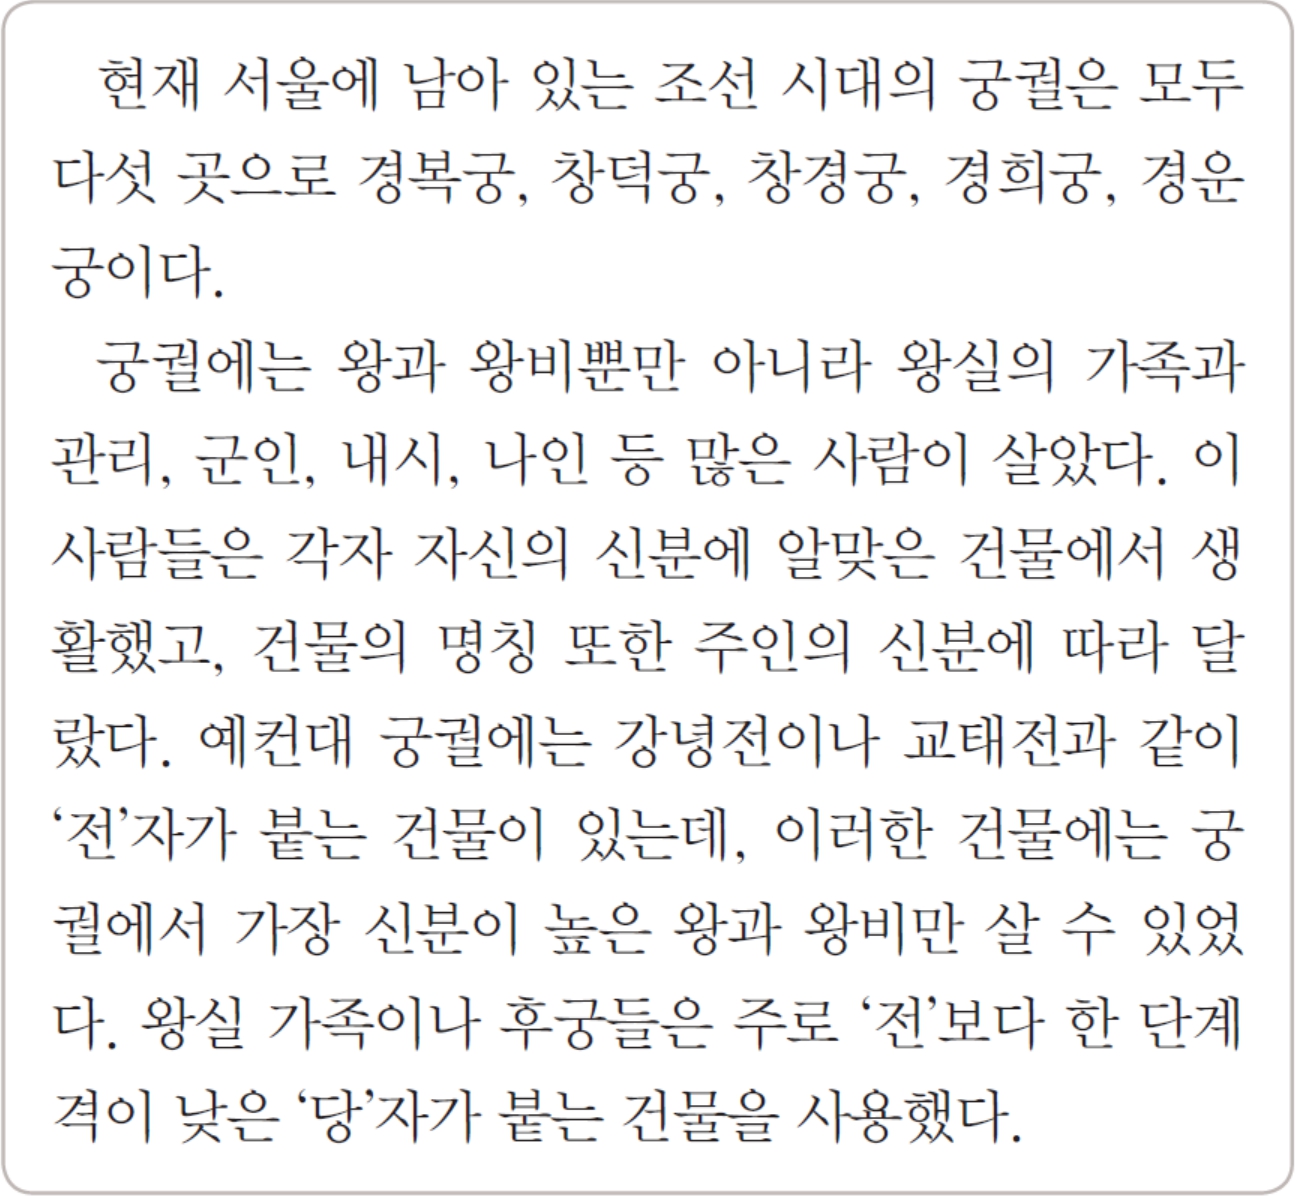 현재 서울에 남아 있는 조선 시대의 궁궐은 모두
다섯 곳으로 경복궁, 창덕궁, 창경궁, 경희궁, 경운
궁이다.
궁궐에는 왕과 왕비뿐만 아니라 왕실의 가족과
관리, 군인, 내시, 나인 등 많은 사람이 살았다. 이
사람들은 각자 자신의 신분에 알맞은 건물에서 생
활했고, 건물의 명칭 또한 주인의 신분에 따라 달
랐다. 예컨대 궁궐에는 강녕전이나 교태전과 같이
‘전’자가 붙는 건물이 있는데, 이러한 건물에는 궁
궐에서 가장 신분이 높은 왕과 왕비만 살 수 있었
다. 왕실 가족이나 후궁들은 주로 ‘전’보다 한 단계
격이 낮은 ‘당’자가 붙는 건물을 사용했다.